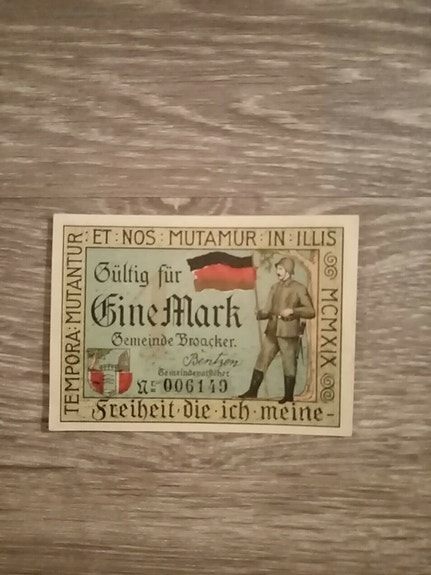 TEMPORA: MUTANTUR: ET: NOS: MUTAMUR: IN: ILLIS
MCMXIX
Gültig für
Eine Mark
Gemeinde Broacker.
Bentzen
Gemeindevorsteher
№ 006149
Freiheit · die · ich · meine-